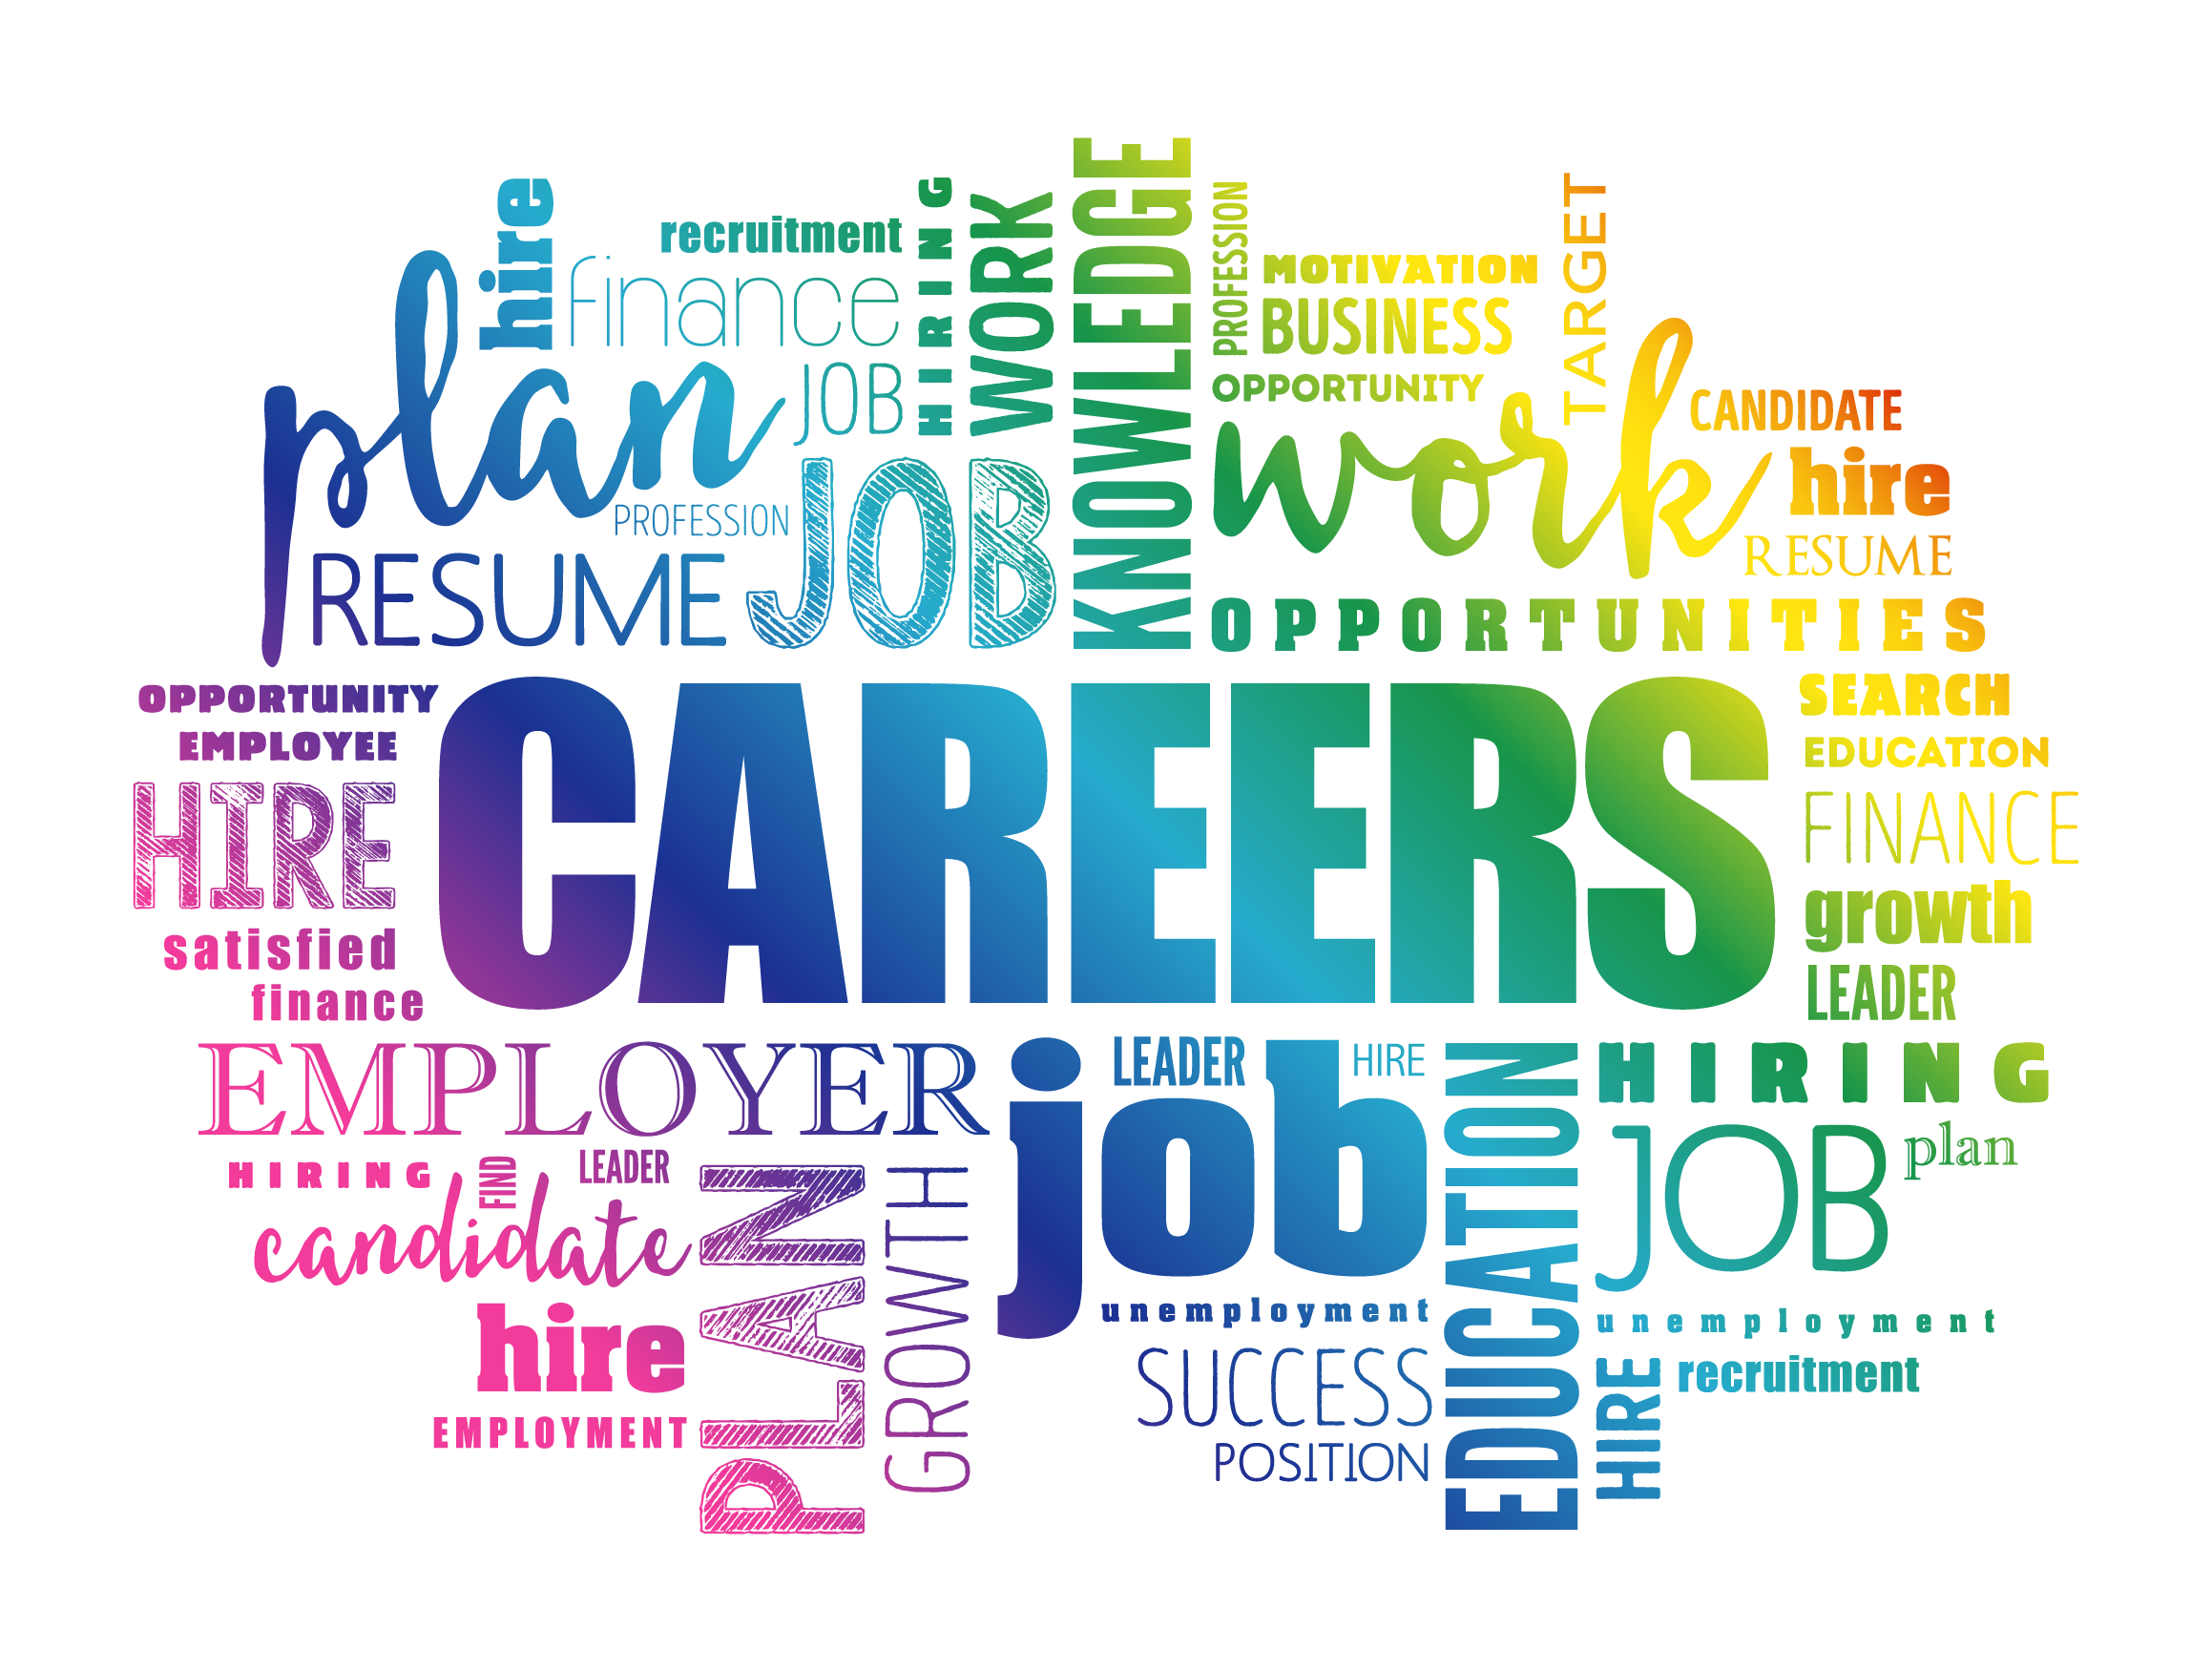 hire
recruitment
finance
JOB
HIRING
WORK
KNOWLEDGE
PROFESSION
MOTIVATION
BUSINESS
OPPORTUNITY
TARGET
plan
PROFESSION
RESUME
JOB
work
CANDIDATE
hire
RESUME
OPPORTUNITIES
OPPORTUNITY
EMPLOYEE
HIRE
satisfied
finance
CAREERS
SEARCH
EDUCATION
FINANCE
growth
LEADER
EMPLOYER
HIRING
FIND
LEADER
candidate
hire
EMPLOYMENT
PLAN
GROWTH
job
LEADER
HIRE
unemployment
SUCCESS
POSITION
EDUCATION
HIRING
JOB
plan
unemployment
HIRE
recruitment